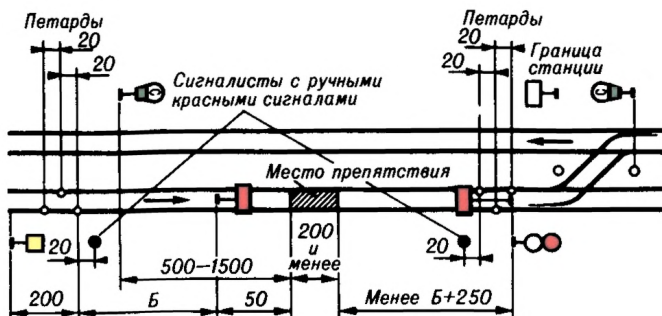 Петарды
20
20
Сигналисты с ручными
красными сигналами
С
Петарды
20
20
Граница
станции
С
Место препятствия
20
500–1500
200
и
менее
20
200
Б
50
Менее Б+250